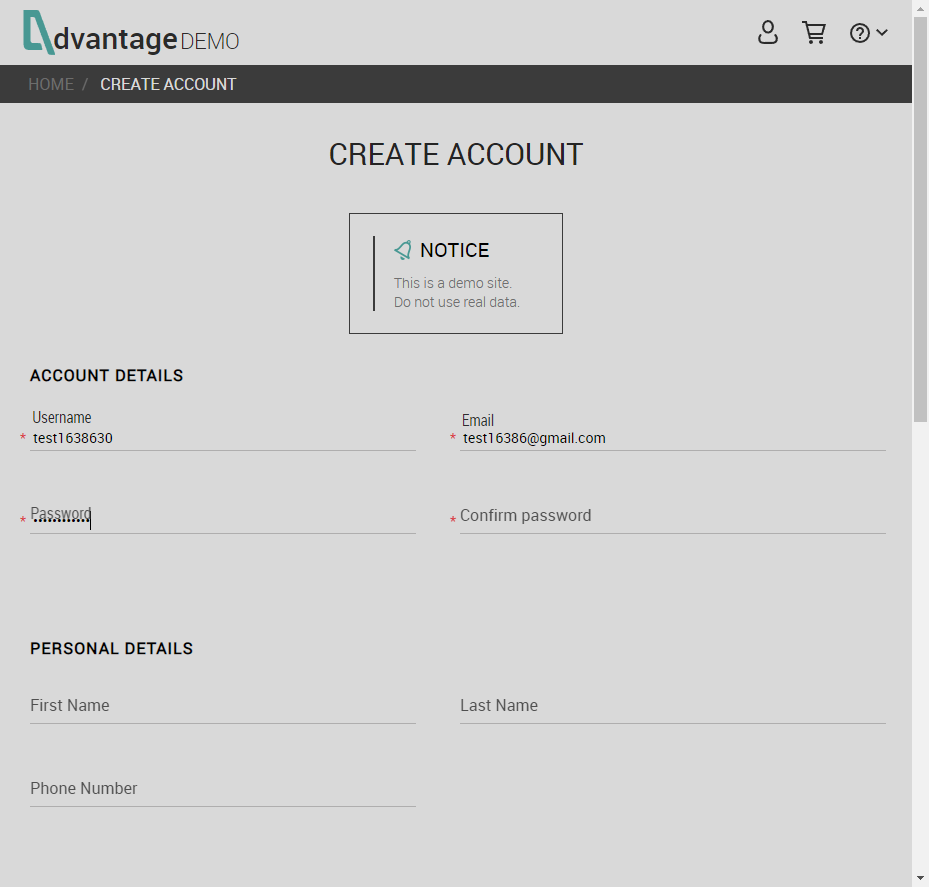 dvantage DEMO
HOME / CREATE ACCOUNT
CREATE ACCOUNT
NOTICE
This is a demo site.
Do not use real data.
ACCOUNT DETAILS
Username
* test1638630
Email
* test16386@gmail.com
* Password
* Confirm password
PERSONAL DETAILS
First Name
Last Name
Phone Number